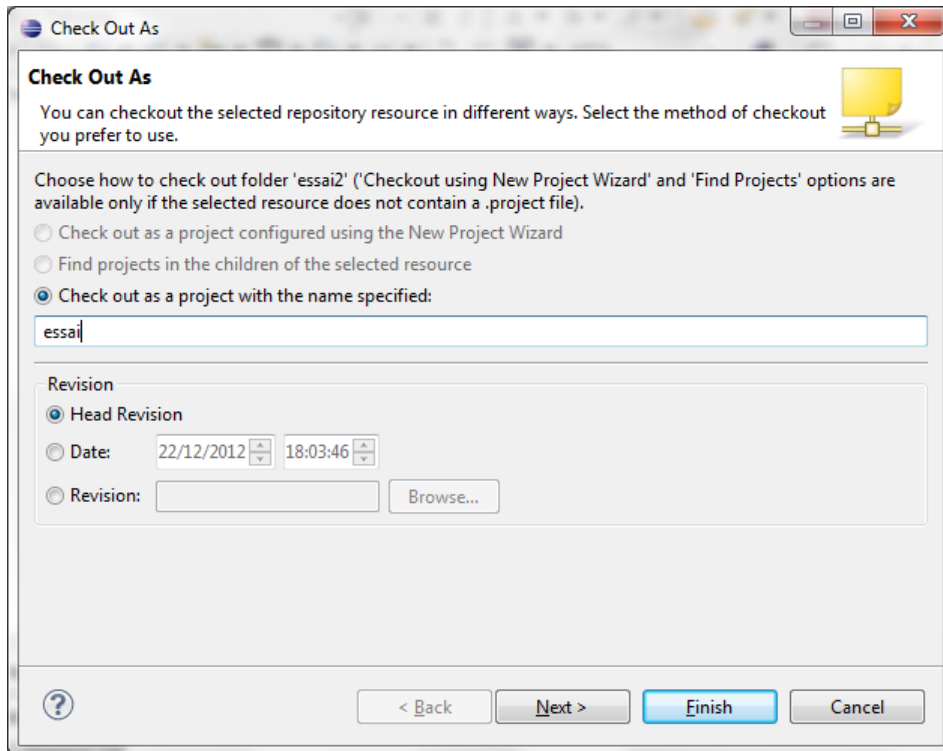 Check Out As
Check Out As
You can checkout the selected repository resource in different ways. Select the method of checkout
you prefer to use.
Choose how to check out folder 'essai2' ('Checkout using New Project Wizard' and 'Find Projects' options are
available only if the selected resource does not contain a .project file).
Check out as a project configured using the New Project Wizard
Find projects in the children of the selected resource
Check out as a project with the name specified:
essai
Revision
Head Revision
Date: 22/12/2012 18:03:46
Revision: Browse...
< Back Next > Finish Cancel